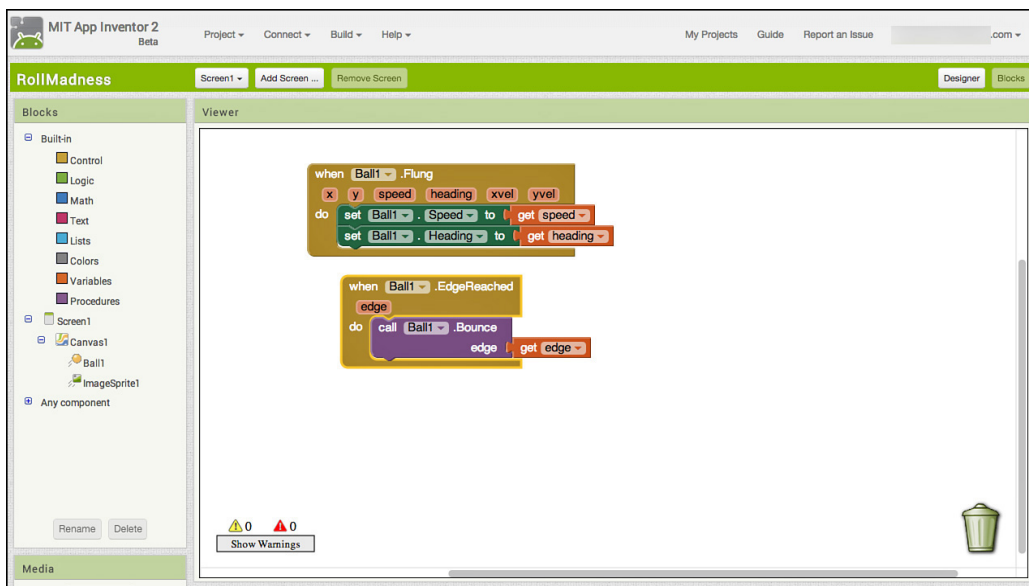 MIT App Inventor 2
Beta
Project Connect Build Help
My Projects Guide Report an Issue .com
RollMadness
Screen1 Add Screen ... Remove Screen
Designer Blocks
Blocks
Viewer
Built-in
Control
Logic
Math
Text
Lists
Colors
Variables
Procedures
Screen1
Canvas1
Ball1
ImageSprite1
Any component
Rename Delete
Media
when Ball1 .Flung
x y speed heading xvel yvel
do set Ball1 . Speed to get speed
set Ball1 . Heading to get heading
when Ball1 .EdgeReached
edge
do call Ball1 .Bounce
edge get edge
0 0
Show Warnings